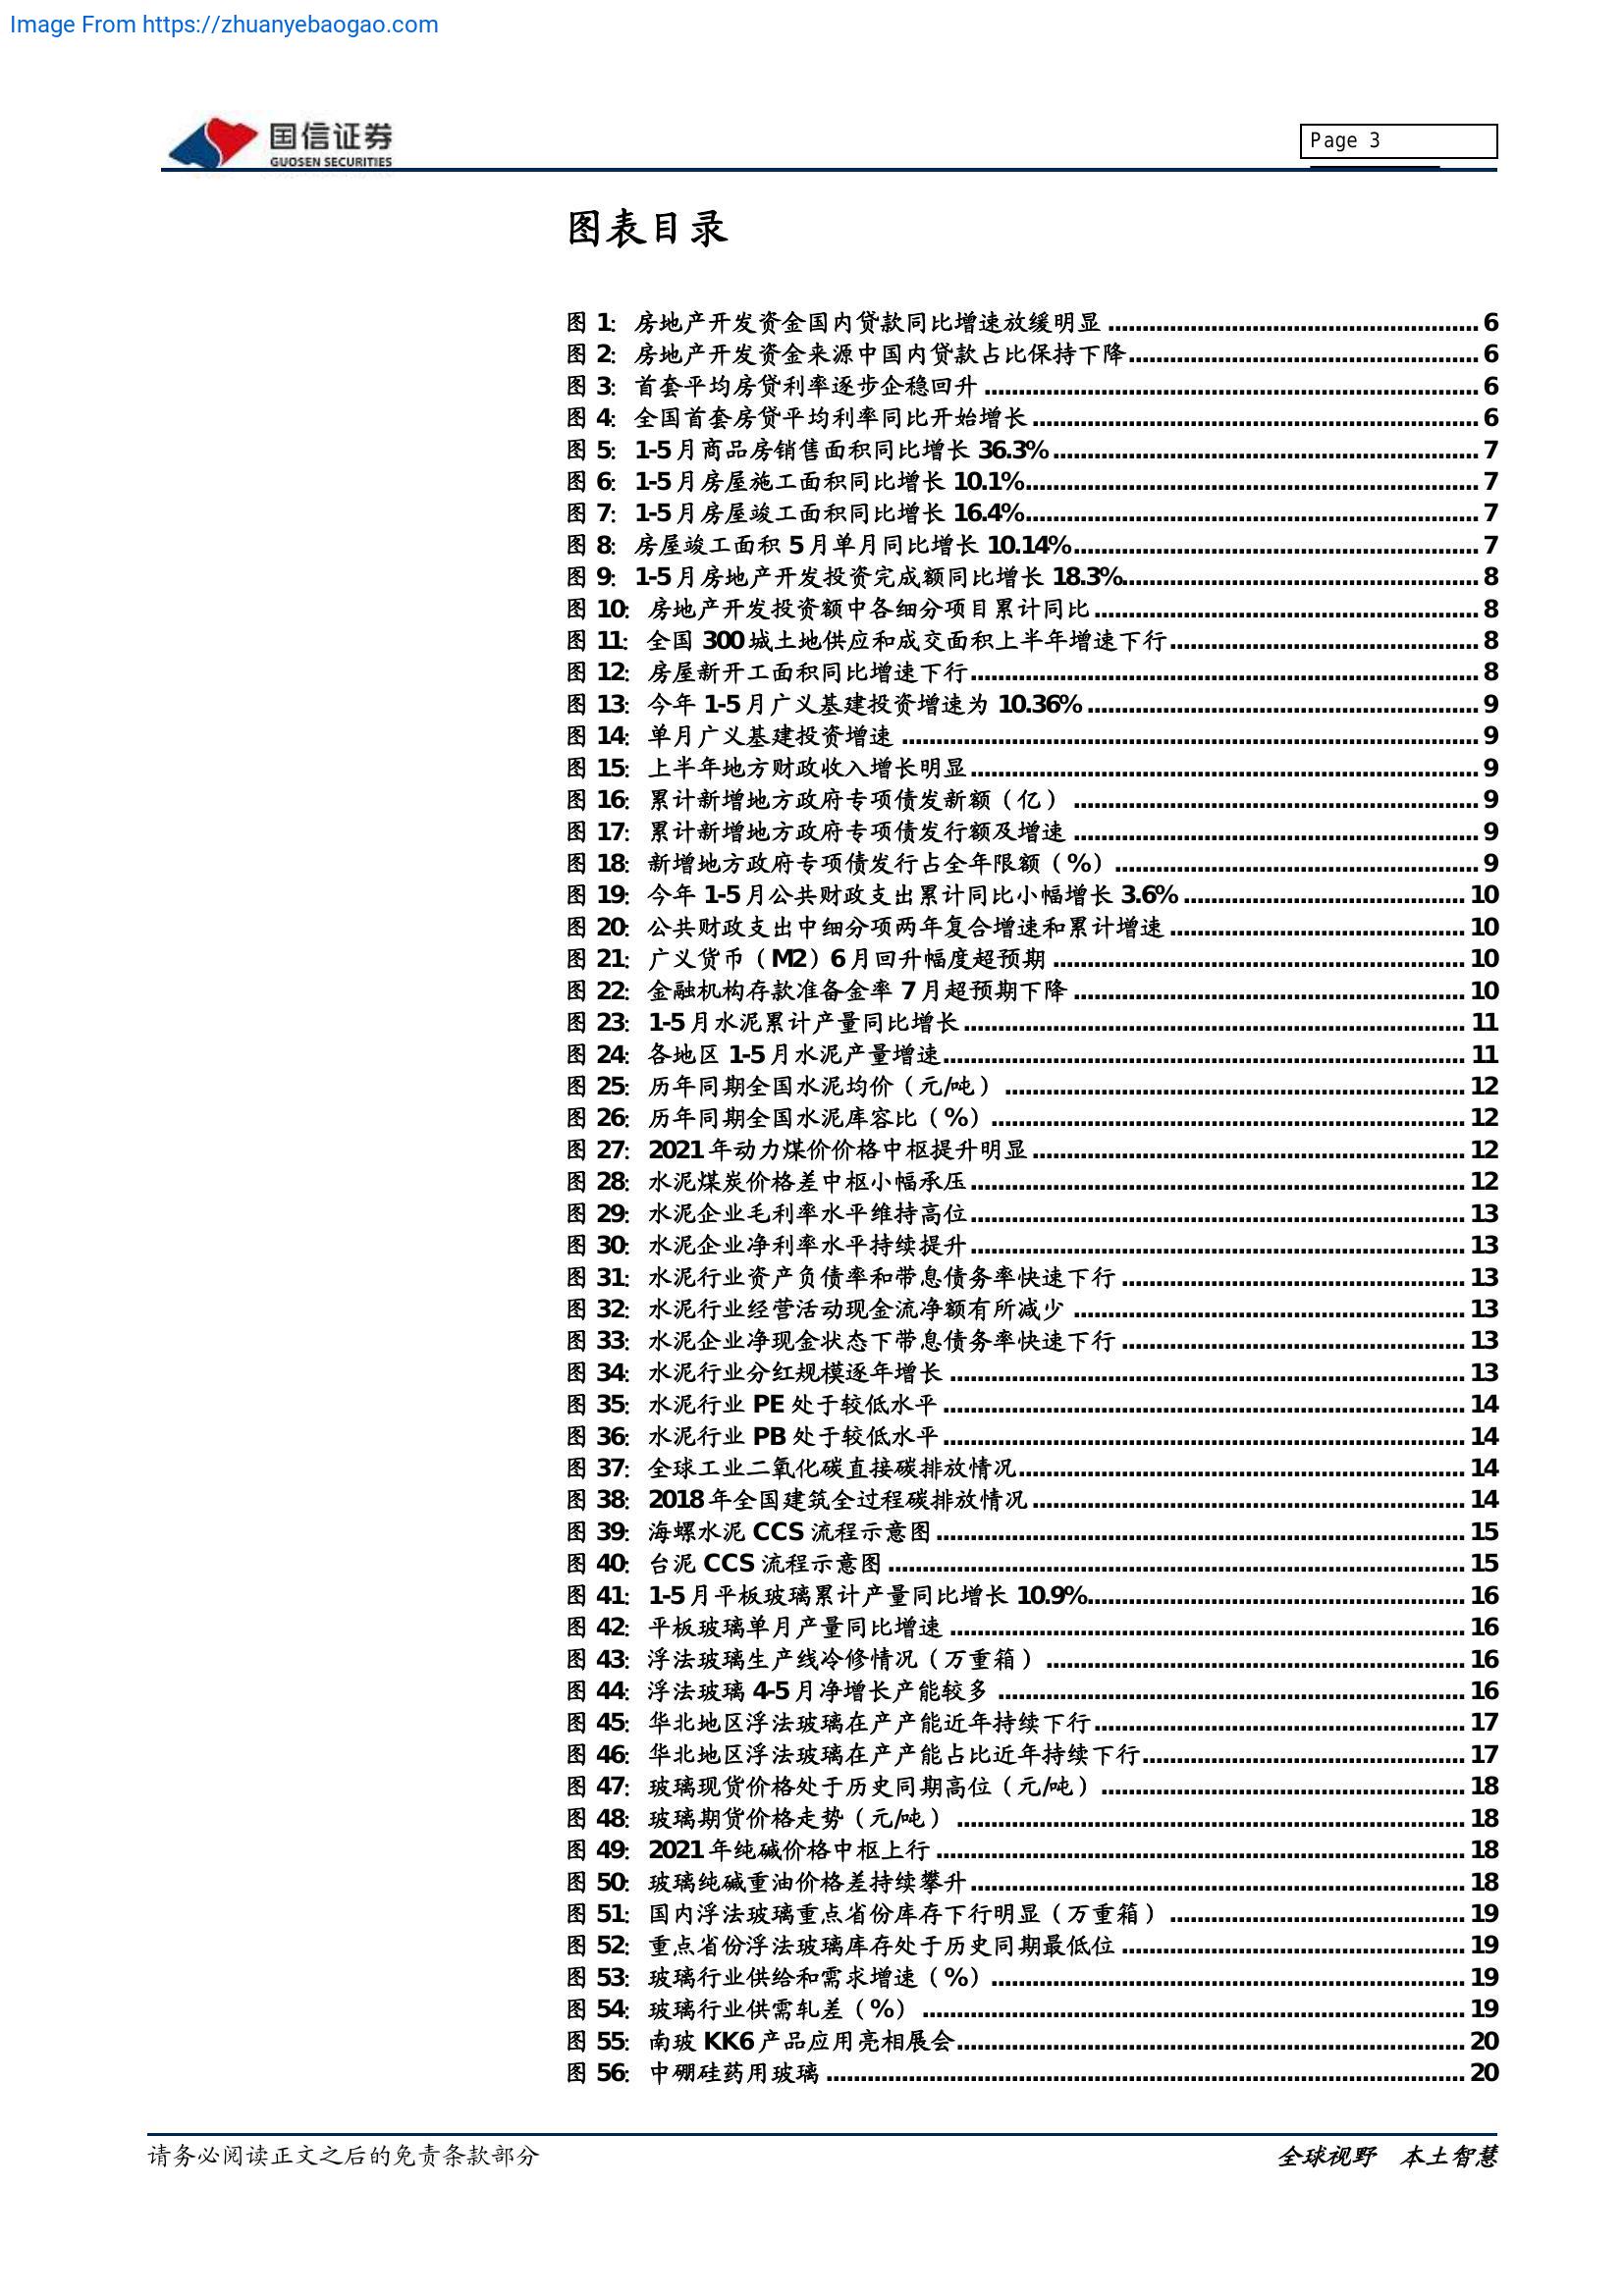 Image From https://zhuanyebaogao.com
国信证券
GUOSEN SECURITIES
Page 3
图表目录
图 1: 房地产开发资金国内贷款同比增速放缓明显 ........ 6
图 2: 房地产开发资金来源中国内贷款占比保持下降 ........ 6
图 3: 首套平均房贷利率逐步企稳回升 ........ 6
图 4: 全国首套房贷平均利率同比开始增长 ........ 6
图 5: 1-5 月商品房销售面积同比增长 36.3% ........ 7
图 6: 1-5 月房屋施工面积同比增长 10.1% ........ 7
图 7: 1-5 月房屋竣工面积同比增长 16.4% ........ 7
图 8: 房屋竣工面积 5 月单月同比增长 10.14% ........ 7
图 9: 1-5 月房地产开发投资完成额同比增长 18.3% ........ 8
图 10: 房地产开发投资额中各细分项目累计同比 ........ 8
图 11: 全国 300 城土地供应和成交面积上半年增速下行 ........ 8
图 12: 房屋新开工面积同比增速下行 ........ 8
图 13: 今年 1-5 月广义基建投资增速为 10.36% ........ 9
图 14: 单月广义基建投资增速 ........ 9
图 15: 上半年地方财政收入增长明显 ........ 9
图 16: 累计新增地方政府专项债发新额（亿） ........ 9
图 17: 累计新增地方政府专项债发行额及增速 ........ 9
图 18: 新增地方政府专项债发行占全年限额（%） ........ 9
图 19: 今年 1-5 月公共财政支出累计同比小幅增长 3.6% ........ 10
图 20: 公共财政支出中细分项两年复合增速和累计增速 ........ 10
图 21: 广义货币（M2）6 月回升幅度超预期 ........ 10
图 22: 金融机构存款准备金率 7 月超预期下降 ........ 10
图 23: 1-5 月水泥累计产量同比增长 ........ 11
图 24: 各地区 1-5 月水泥产量增速 ........ 11
图 25: 历年同期全国水泥均价（元/吨） ........ 12
图 26: 历年同期全国水泥库容比（%） ........ 12
图 27: 2021 年动力煤价价格中枢提升明显 ........ 12
图 28: 水泥煤炭价格差中枢小幅承压 ........ 12
图 29: 水泥企业毛利率水平维持高位 ........ 13
图 30: 水泥企业净利率水平持续提升 ........ 13
图 31: 水泥行业资产负债率和带息债务率快速下行 ........ 13
图 32: 水泥行业经营活动现金流净额有所减少 ........ 13
图 33: 水泥企业净现金状态下带息债务率快速下行 ........ 13
图 34: 水泥行业分红规模逐年增长 ........ 13
图 35: 水泥行业 PE 处于较低水平 ........ 14
图 36: 水泥行业 PB 处于较低水平 ........ 14
图 37: 全球工业二氧化碳直接碳排放情况 ........ 14
图 38: 2018 年全国建筑全过程碳排放情况 ........ 14
图 39: 海螺水泥 CCS 流程示意图 ........ 15
图 40: 台泥 CCS 流程示意图 ........ 15
图 41: 1-5 月平板玻璃累计产量同比增长 10.9% ........ 16
图 42: 平板玻璃单月产量同比增速 ........ 16
图 43: 浮法玻璃生产线冷修情况（万重箱） ........ 16
图 44: 浮法玻璃 4-5 月净增长产能较多 ........ 16
图 45: 华北地区浮法玻璃在产产能近年持续下行 ........ 17
图 46: 华北地区浮法玻璃在产产能占比近年持续下行 ........ 17
图 47: 玻璃现货价格处于历史同期高位（元/吨） ........ 18
图 48: 玻璃期货价格走势（元/吨） ........ 18
图 49: 2021 年纯碱价格中枢上行 ........ 18
图 50: 玻璃纯碱重油价格差持续攀升 ........ 18
图 51: 国内浮法玻璃重点省份库存下行明显（万重箱） ........ 19
图 52: 重点省份浮法玻璃库存处于历史同期最低位 ........ 19
图 53: 玻璃行业供给和需求增速（%） ........ 19
图 54: 玻璃行业供需轧差（%） ........ 19
图 55: 南玻 KK6 产品应用亮相展会 ........ 20
图 56: 中硼硅药用玻璃 ........ 20
请务必阅读正文之后的免责条款部分
全球视野 本土智慧